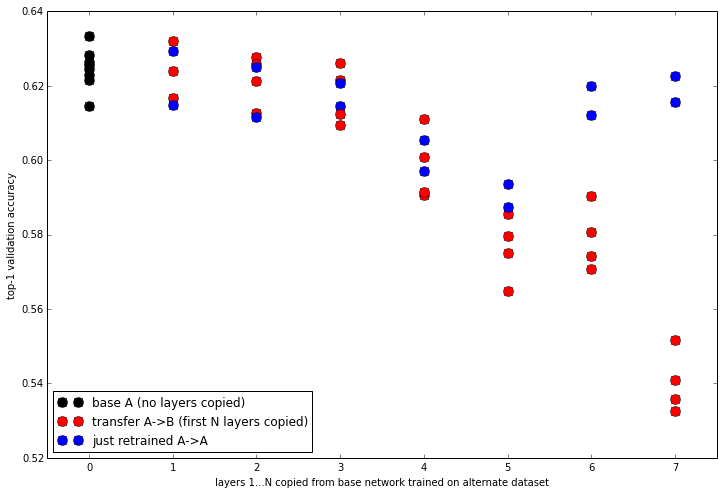 0.64
0.62
0.60
0.58
0.56
0.54
0.52
top-1 validation accuracy
base A (no layers copied)
transfer A->B (first N layers copied)
just retrained A->A
0 1 2 3 4 5 6 7
layers 1...N copied from base network trained on alternate dataset